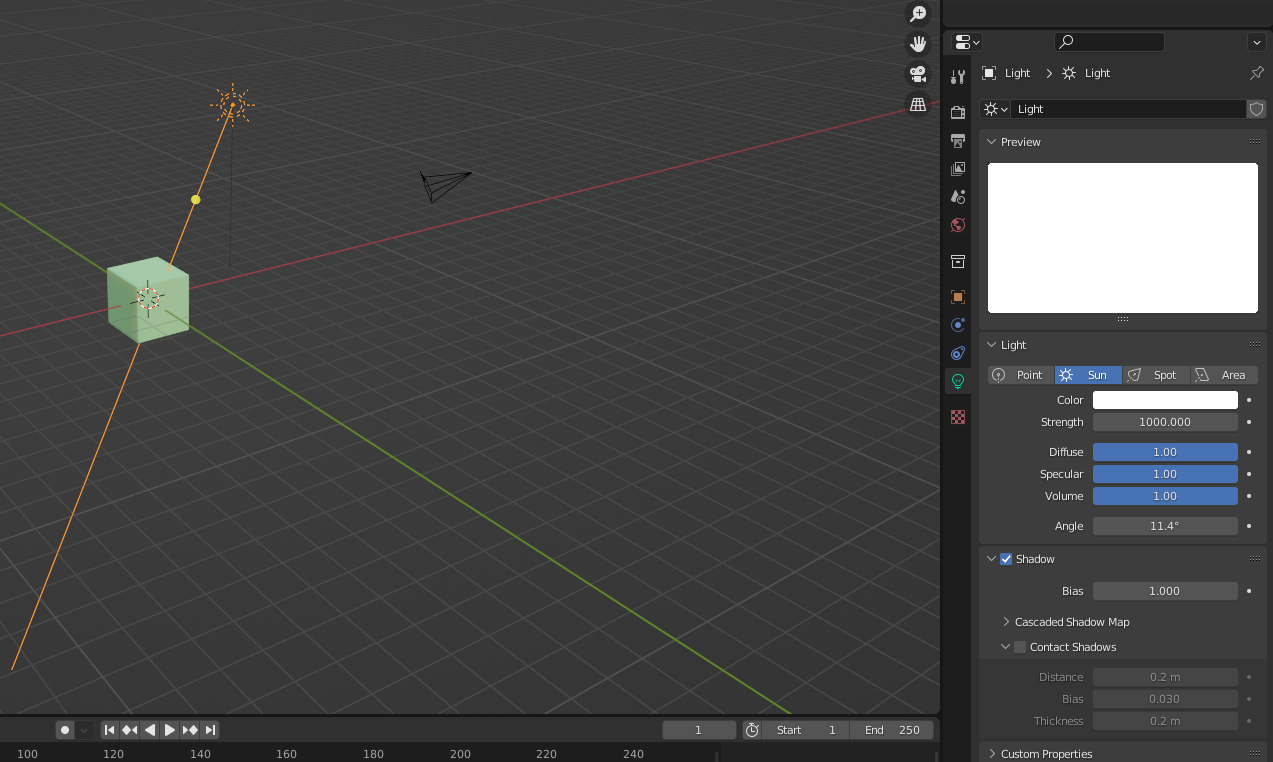 Light > Light
Light
Preview
Light
Point Sun Spot Area
Color
Strength 1000.000
Diffuse 1.00
Specular 1.00
Volume 1.00
Angle 11.4°
Shadow
Bias 1.000
Cascaded Shadow Map
Contact Shadows
Distance 0.2 m
Bias 0.030
Thickness 0.2 m
Custom Properties
1 Start 1 End 250
100 120 140 160 180 200 220 240